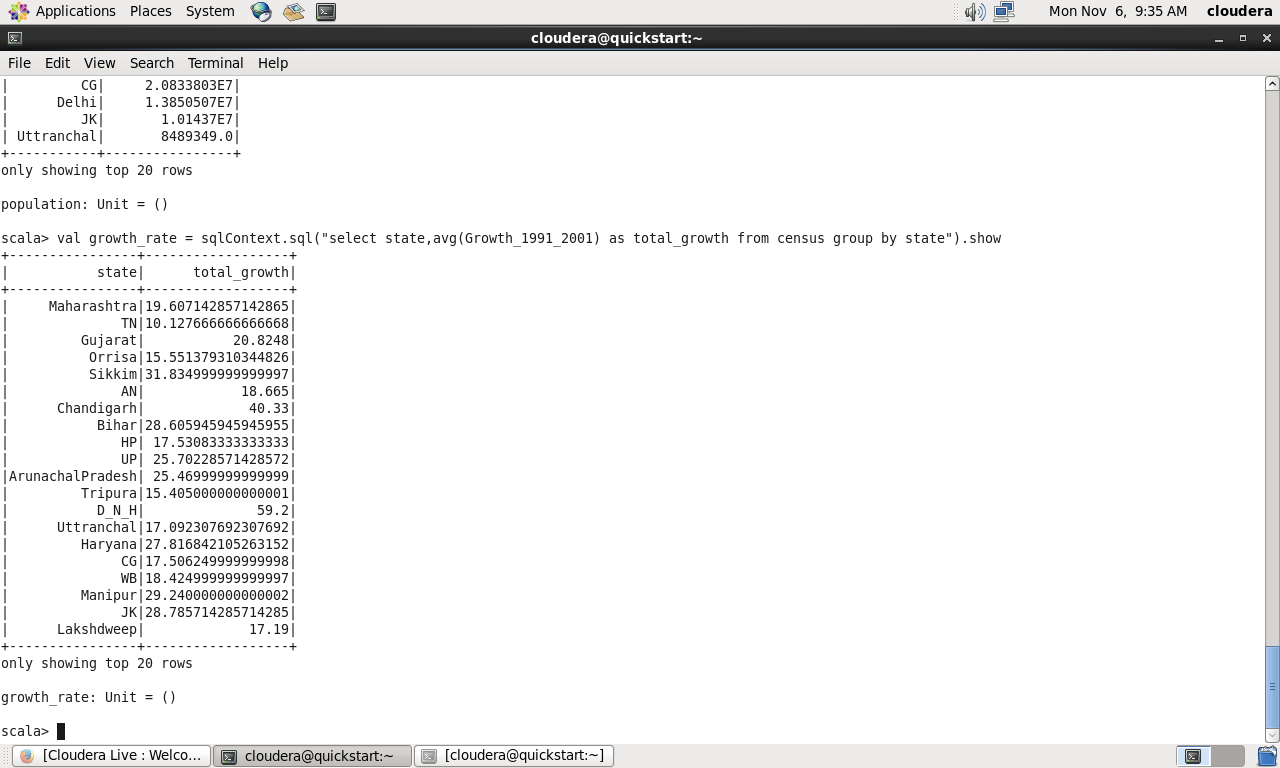 Applications Places System Mon Nov 6, 9:35 AM cloudera
cloudera@quickstart:~
File Edit View Search Terminal Help
|         CG|     2.0833803E7|
|      Delhi|     1.3850507E7|
|         JK|       1.01437E7|
| Uttranchal|       8489349.0|
+-----------+----------------+
only showing top 20 rows
population: Unit = ()
scala> val growth_rate = sqlContext.sql("select state,avg(Growth_1991_2001) as total_growth from census group by state").show
+----------------+------------------+
|           state|      total_growth|
+----------------+------------------+
|     Maharashtra|19.607142857142865|
|              TN|10.127666666666668|
|         Gujarat|           20.8248|
|          Orrisa|15.551379310344826|
|          Sikkim|31.834999999999997|
|              AN|            18.665|
|      Chandigarh|             40.33|
|           Bihar|28.605945945945955|
|              HP| 17.53083333333333|
|              UP| 25.70228571428572|
|ArunachalPradesh| 25.46999999999999|
|         Tripura|15.405000000000001|
|           D_N_H|              59.2|
|      Uttranchal|17.092307692307692|
|         Haryana|27.816842105263152|
|              CG|17.506249999999998|
|              WB|18.424999999999997|
|         Manipur|29.240000000000002|
|              JK|28.785714285714285|
|      Lakshdweep|             17.19|
+----------------+------------------+
only showing top 20 rows
growth_rate: Unit = ()
scala>
[Cloudera Live : Welco... cloudera@quickstart:~ [cloudera@quickstart:~]